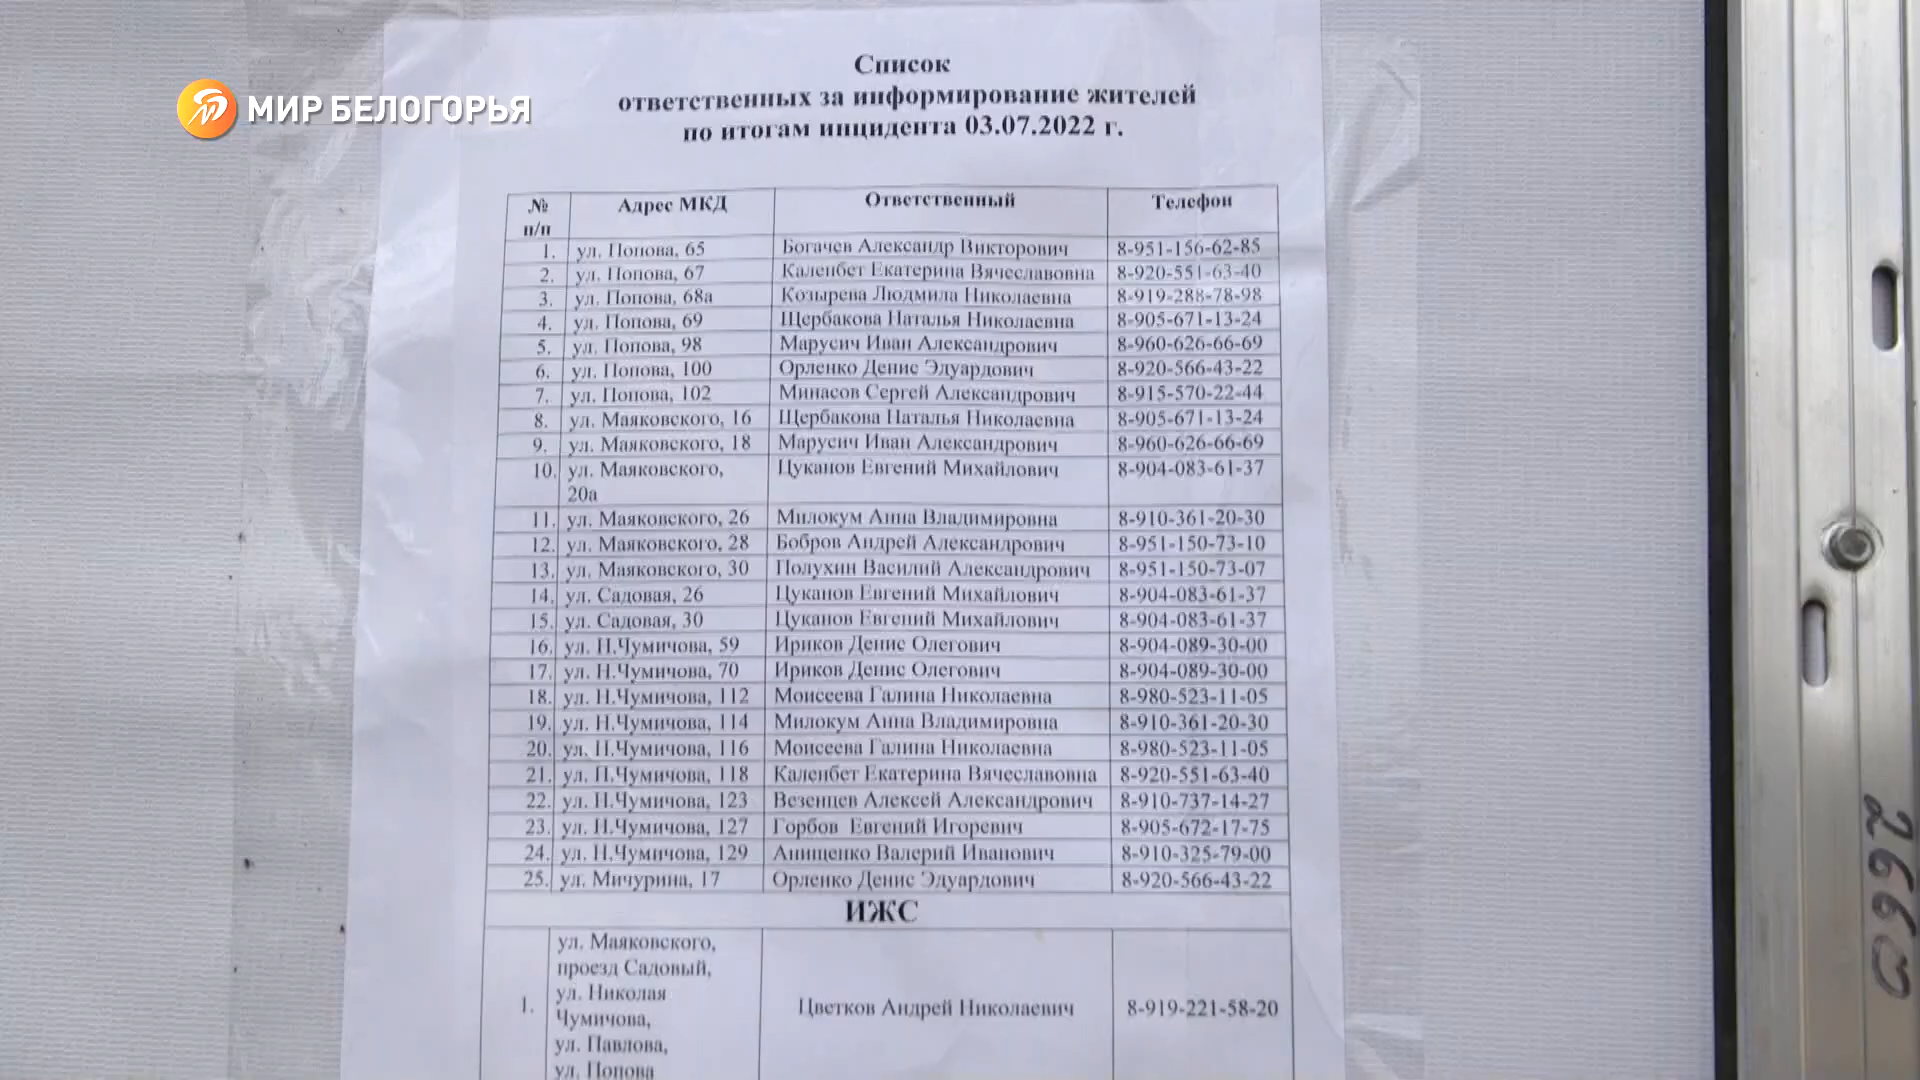 МИР БЕЛОГОРЬЯ
Список
ответственных за информирование жителей
по итогам инцидента 03.07.2022 г.
№ п/п Адрес МКД Ответственный Телефон
1. ул. Попова, 65 Богачев Александр Викторович 8-951-156-62-85
2. ул. Попова, 67 Каленбет Екатерина Вячеславовна 8-920-551-63-40
3. ул. Попова, 68а Козырева Людмила Николаевна 8-919-288-78-98
4. ул. Попова, 69 Щербакова Наталья Николаевна 8-905-671-13-24
5. ул. Попова, 98 Марусич Иван Александрович 8-960-626-66-69
6. ул. Попова, 100 Орленко Денис Эдуардович 8-920-566-43-22
7. ул. Попова, 102 Минасов Сергей Александрович 8-915-570-22-44
8. ул. Маяковского, 16 Щербакова Наталья Николаевна 8-905-671-13-24
9. ул. Маяковского, 18 Марусич Иван Александрович 8-960-626-66-69
10. ул. Маяковского, 20а Цуканов Евгений Михайлович 8-904-083-61-37
11. ул. Маяковского, 26 Милокум Анна Владимировна 8-910-361-20-30
12. ул. Маяковского, 28 Бобров Андрей Александрович 8-951-150-73-10
13. ул. Маяковского, 30 Полухин Василий Александрович 8-951-150-73-07
14. ул. Садовая, 26 Цуканов Евгений Михайлович 8-904-083-61-37
15. ул. Садовая, 30 Цуканов Евгений Михайлович 8-904-083-61-37
16. ул. Н.Чумичова, 59 Ириков Денис Олегович 8-904-089-30-00
17. ул. Н.Чумичова, 70 Ириков Денис Олегович 8-904-089-30-00
18. ул. Н.Чумичова, 112 Моисеева Галина Николаевна 8-980-523-11-05
19. ул. Н.Чумичова, 114 Милокум Анна Владимировна 8-910-361-20-30
20. ул. Н.Чумичова, 116 Моисеева Галина Николаевна 8-980-523-11-05
21. ул. Н.Чумичова, 118 Каленбет Екатерина Вячеславовна 8-920-551-63-40
22. ул. Н.Чумичова, 123 Везенцев Алексей Александрович 8-910-737-14-27
23. ул. Н.Чумичова, 127 Горбов Евгений Игоревич 8-905-672-17-75
24. ул. Н.Чумичова, 129 Анищенко Валерий Иванович 8-910-325-79-00
25. ул. Мичурина, 17 Орленко Денис Эдуардович 8-920-566-43-22
ИЖС
ул. Маяковского,
проезд Садовый,
ул. Николая
1. Чумичова, Цветков Андрей Николаевич 8-919-221-58-20
ул. Павлова,
ул. Попова